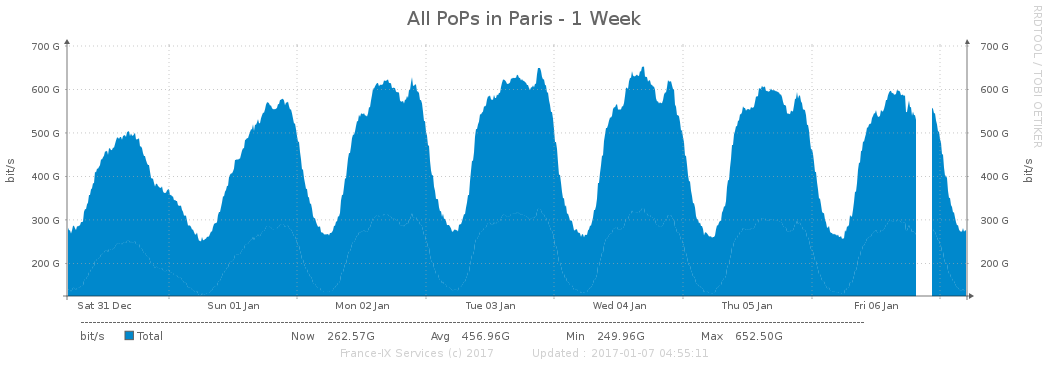 All PoPs in Paris - 1 Week
RRDTOOL / TOBI OETIKER
700 G 700 G
600 G 600 G
500 G 500 G
400 G 400 G
300 G 300 G
200 G 200 G
bit/s bit/s
Sat 31 Dec Sun 01 Jan Mon 02 Jan Tue 03 Jan Wed 04 Jan Thu 05 Jan Fri 06 Jan
bit/s Total Now 262.57G Avg 456.96G Min 249.96G Max 652.50G
France-IX Services (c) 2017 Updated : 2017-01-07 04:55:11